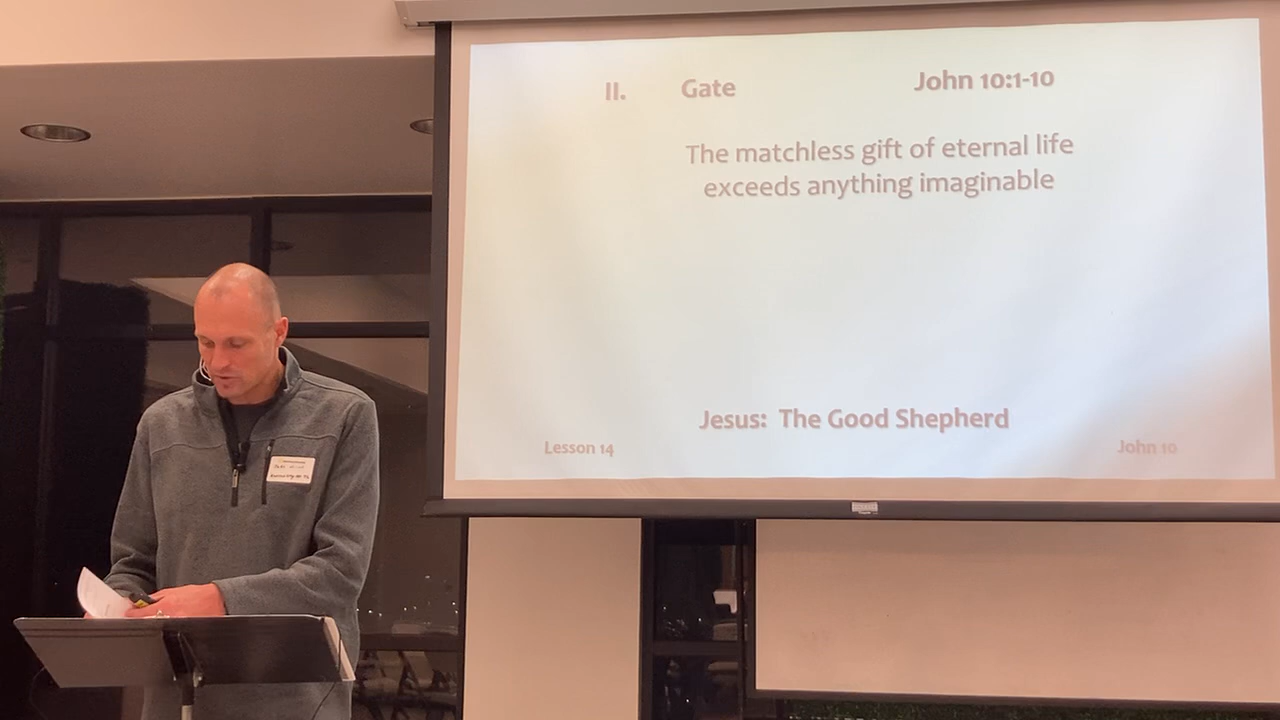 II. Gate John 10:1-10
The matchless gift of eternal life
exceeds anything imaginable
Jesus: The Good Shepherd
Lesson 14 John 10